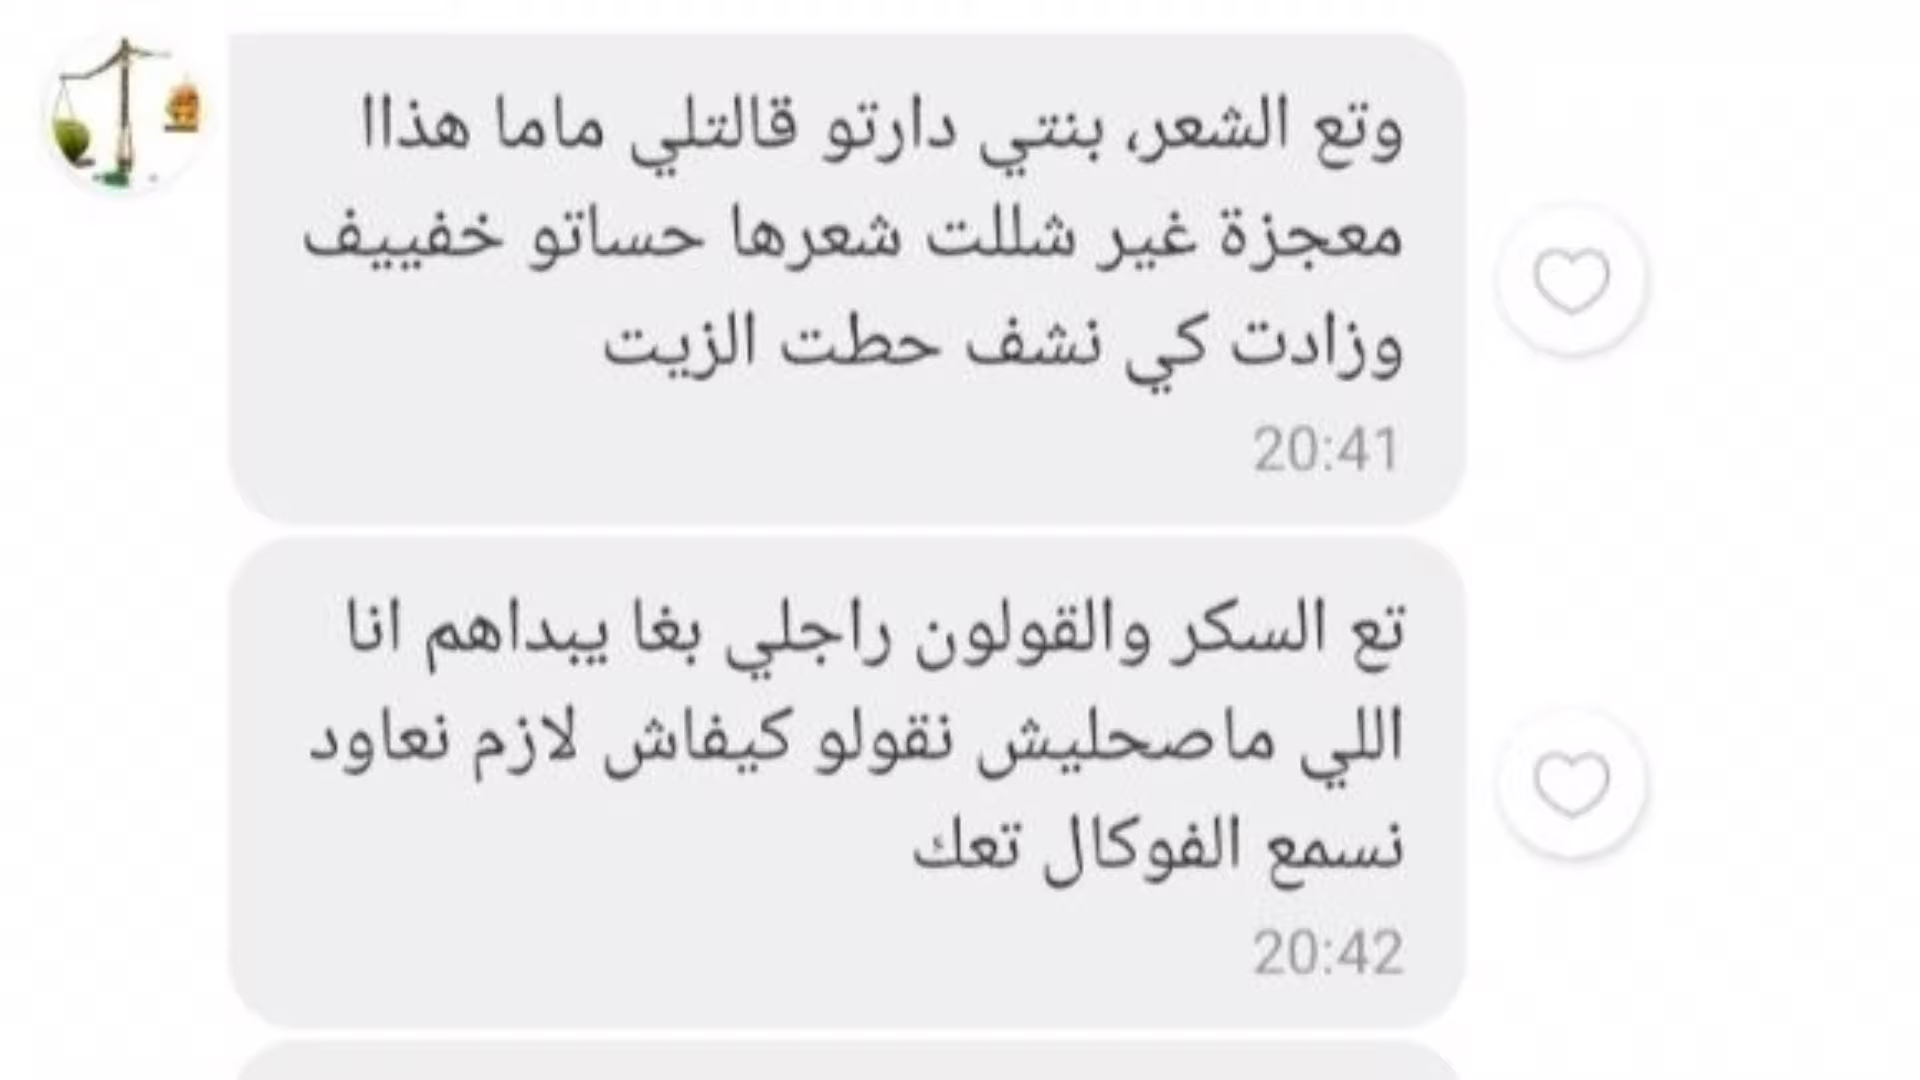 وتع الشعر، بنتي دارتو قالتلي ماما هذاا
معجزة غير شللت شعرها حساتو خفييف
وزادت كي نشف حطت الزيت
20:41
تع السكر والقولون راجلي بغا يبداهم انا
اللي ماصحليش نقولو كيفاش لازم نعاود
نسمع الفوكال تعك
20:42